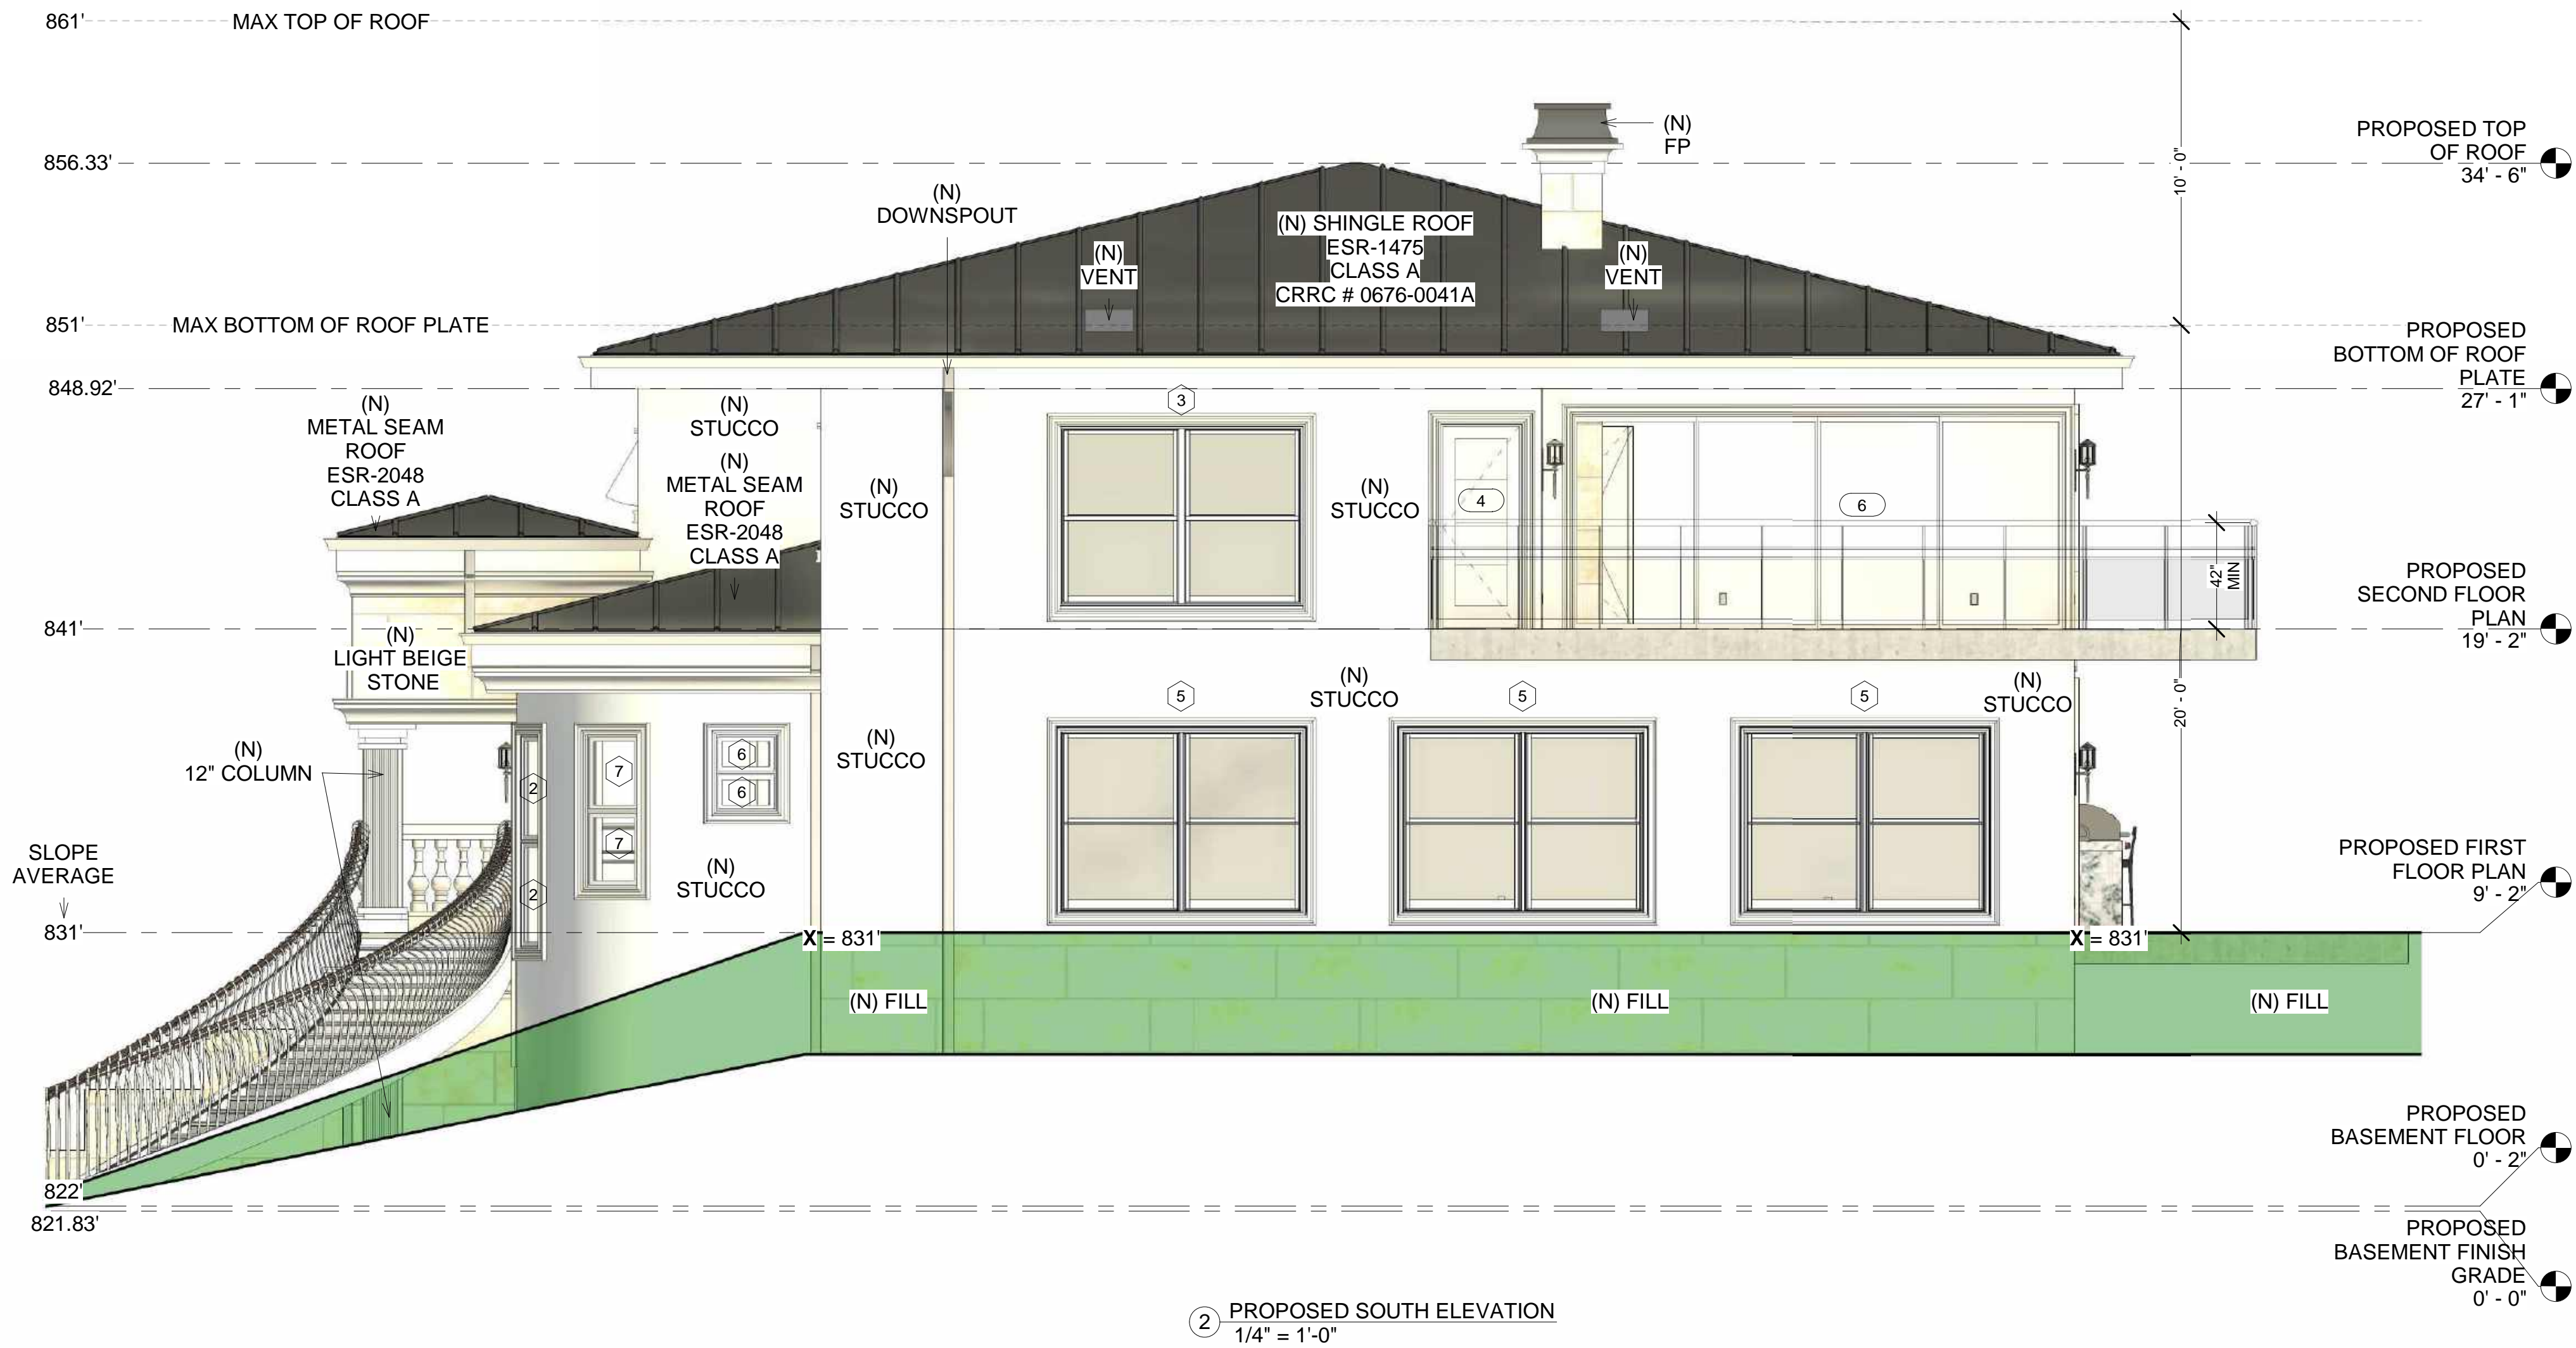 861'
MAX TOP OF ROOF
856.33'
(N)
FP
10' - 0"
PROPOSED TOP
OF ROOF
34' - 6"
(N)
DOWNSPOUT
(N)
VENT
(N) SHINGLE ROOF
ESR-1475
CLASS A
CRRC # 0676-0041A
(N)
VENT
851'
MAX BOTTOM OF ROOF PLATE
PROPOSED
BOTTOM OF ROOF
PLATE
27' - 1"
848.92'
(N)
METAL SEAM
ROOF
ESR-2048
CLASS A
(N)
STUCCO
(N)
METAL SEAM
ROOF
ESR-2048
CLASS A
(N)
STUCCO
3
(N)
STUCCO
4
6
42"
MIN
PROPOSED
SECOND FLOOR
PLAN
19' - 2"
841'
(N)
LIGHT BEIGE
STONE
5
(N)
STUCCO
5
5
(N)
STUCCO
20' - 0"
(N)
12" COLUMN
2
2
7
7
6
6
(N)
STUCCO
(N)
STUCCO
SLOPE
AVERAGE
831'
X = 831'
X = 831'
PROPOSED FIRST
FLOOR PLAN
9' - 2"
(N) FILL
(N) FILL
(N) FILL
822'
821.83'
PROPOSED
BASEMENT FLOOR
0' - 2"
PROPOSED
BASEMENT FINISH
GRADE
0' - 0"
2
PROPOSED SOUTH ELEVATION
1/4" = 1'-0"